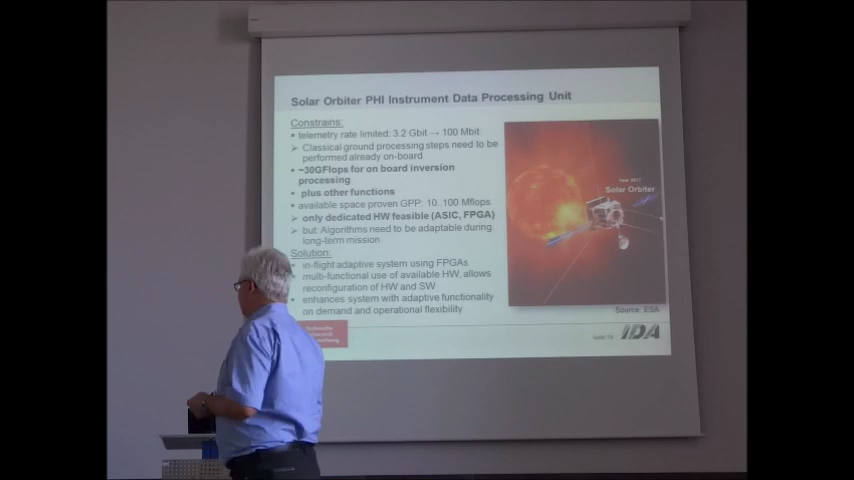 Solar Orbiter PHI Instrument Data Processing Unit
Constrains:
▪ telemetry rate limited: 3.2 Gbit → 100 Mbit
➢ Classical ground processing steps need to be
performed already on-board
▪ ~30GFlops for on board inversion
processing
▪ plus other functions
▪ available space proven GPP: 10..100 Mflops
➢ only dedicated HW feasible (ASIC, FPGA)
➢ but: Algorithms need to be adaptable during
long-term mission
Solution:
▪ in-flight adaptive system using FPGAs
▪ multi-functional use of available HW, allows
reconfiguration of HW and SW
▪ enhances system with adaptive functionality
on demand and operational flexibility
Year 2017
Solar Orbiter
Source: ESA
IDA